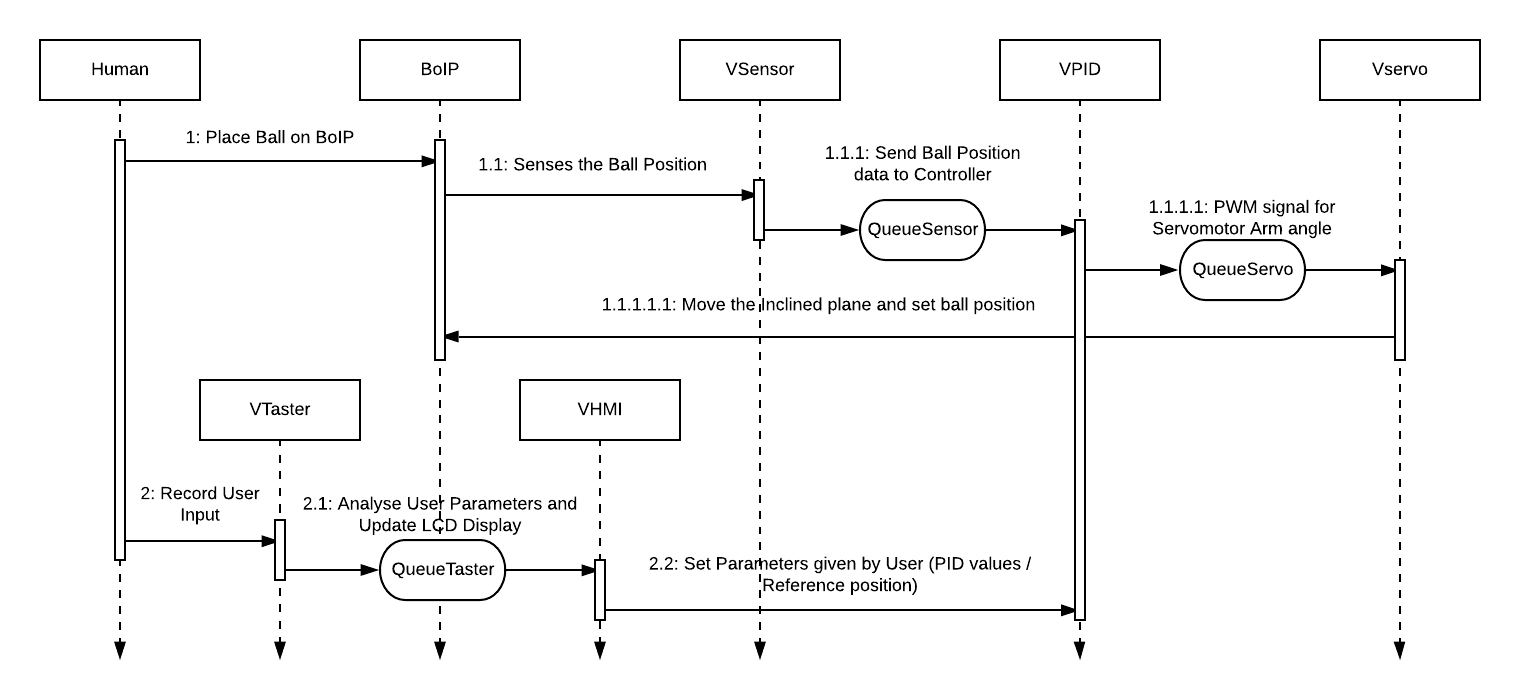 Human
BoIP
VSensor
VPID
Vservo
1: Place Ball on BoIP
1.1: Senses the Ball Position
1.1.1: Send Ball Position
data to Controller
QueueSensor
1.1.1.1: PWM signal for
Servomotor Arm angle
QueueServo
1.1.1.1.1: Move the Inclined plane and set ball position
VTaster
VHMI
2: Record User
Input
2.1: Analyse User Parameters and
Update LCD Display
QueueTaster
2.2: Set Parameters given by User (PID values /
Reference position)